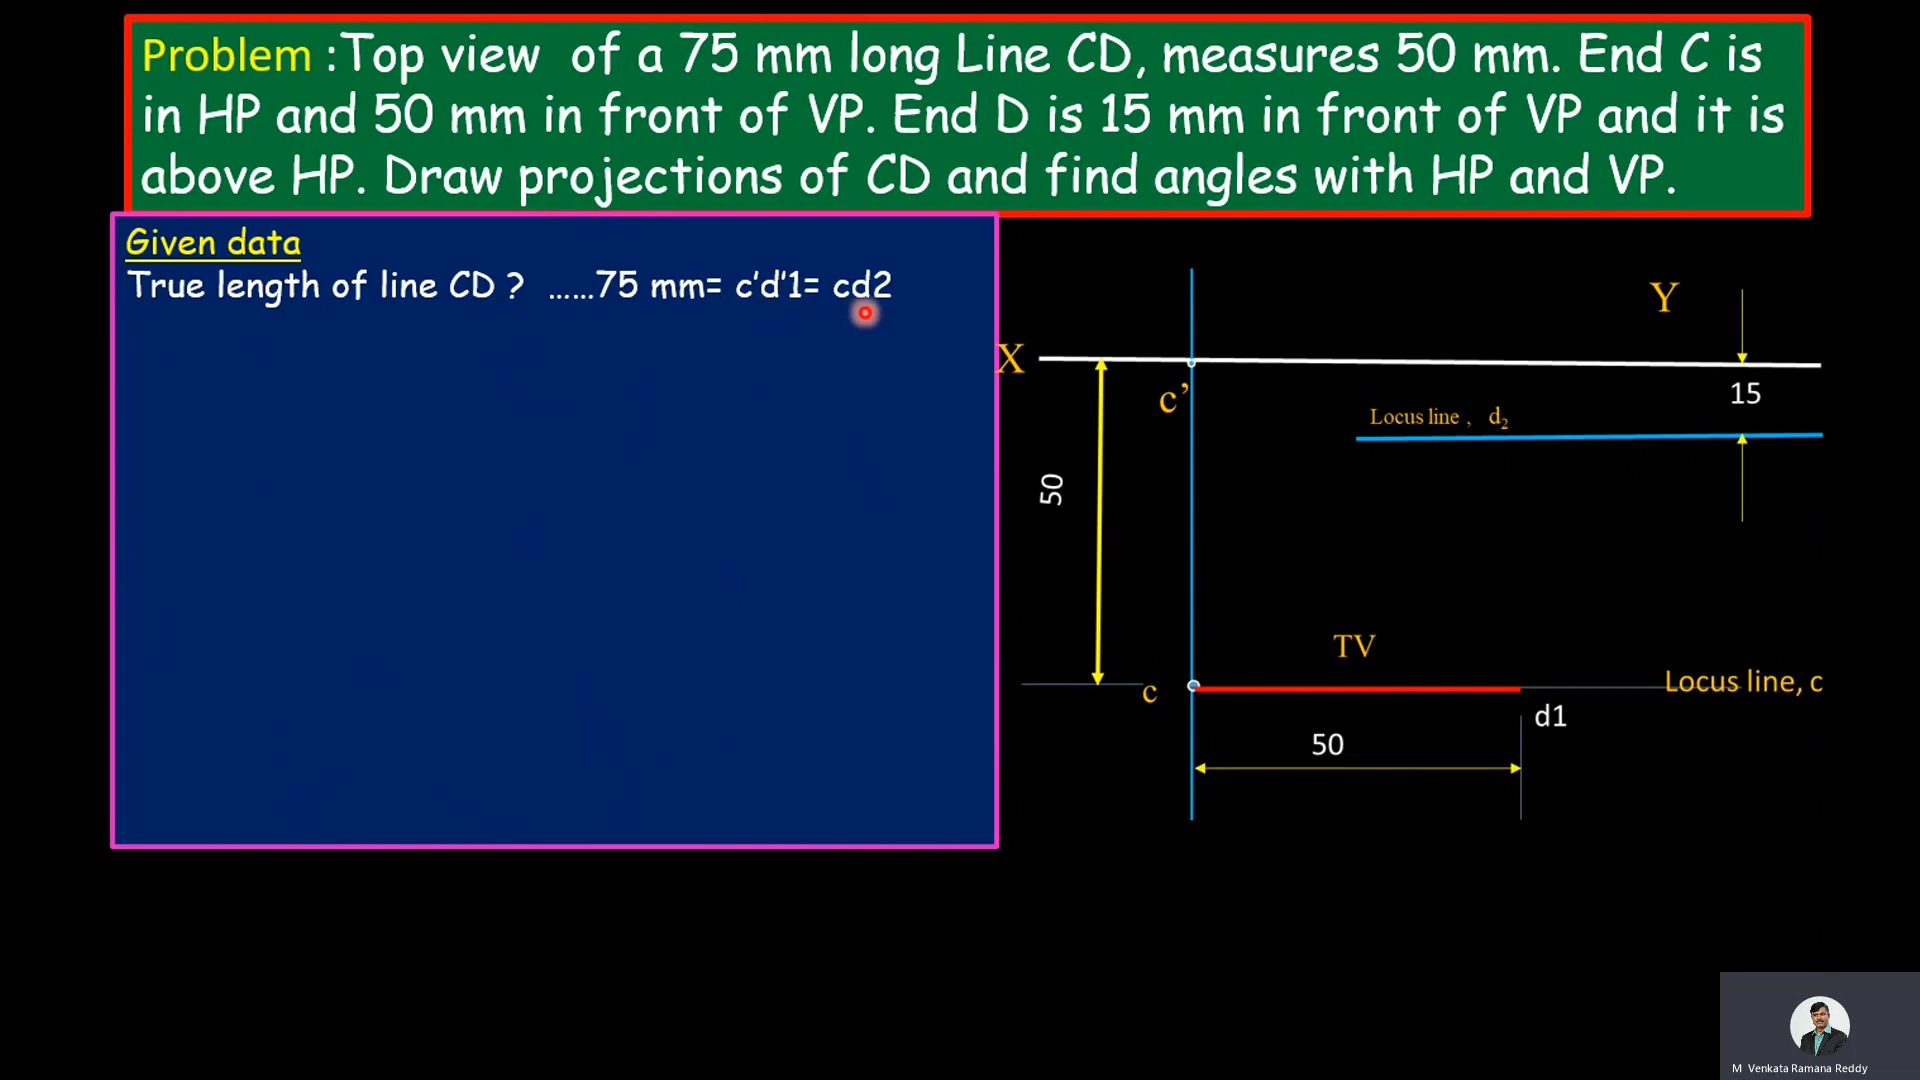 Problem :Top view of a 75 mm long Line CD, measures 50 mm. End C is
in HP and 50 mm in front of VP. End D is 15 mm in front of VP and it is
above HP. Draw projections of CD and find angles with HP and VP.
Given data
True length of line CD ? ......75 mm= c'd'1= cd2
Y
X
15
c’
Locus line , d₂
50
TV
c
Locus line, c
d1
50
M Venkata Ramana Reddy